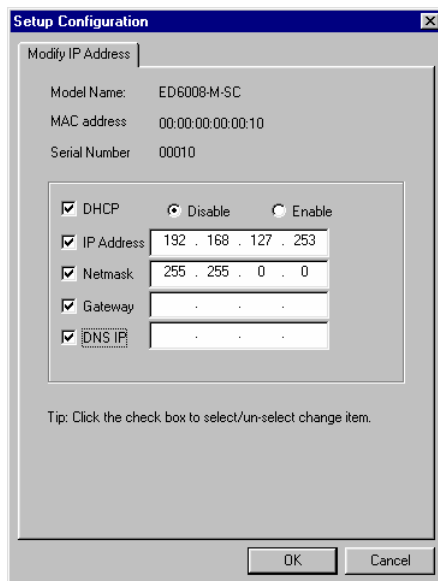 Setup Configuration
Modify IP Address
Model Name: ED6008-M-SC
MAC address 00:00:00:00:00:10
Serial Number 00010
DHCP Disable Enable
IP Address 192 . 168 . 127 . 253
Netmask 255 . 255 . 0 . 0
Gateway . . .
DNS IP . . .
Tip: Click the check box to select/un-select change item.
OK Cancel